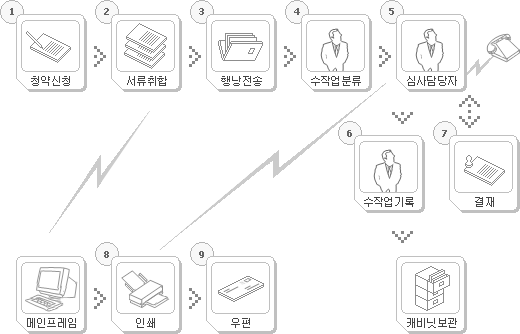 1 2 3 4 5
청약신청 서류취합 행낭전송 수작업분류 심사담당자
6 7
수작업기록 결재
8 9
메인프레임 인쇄 우편 캐비닛보관